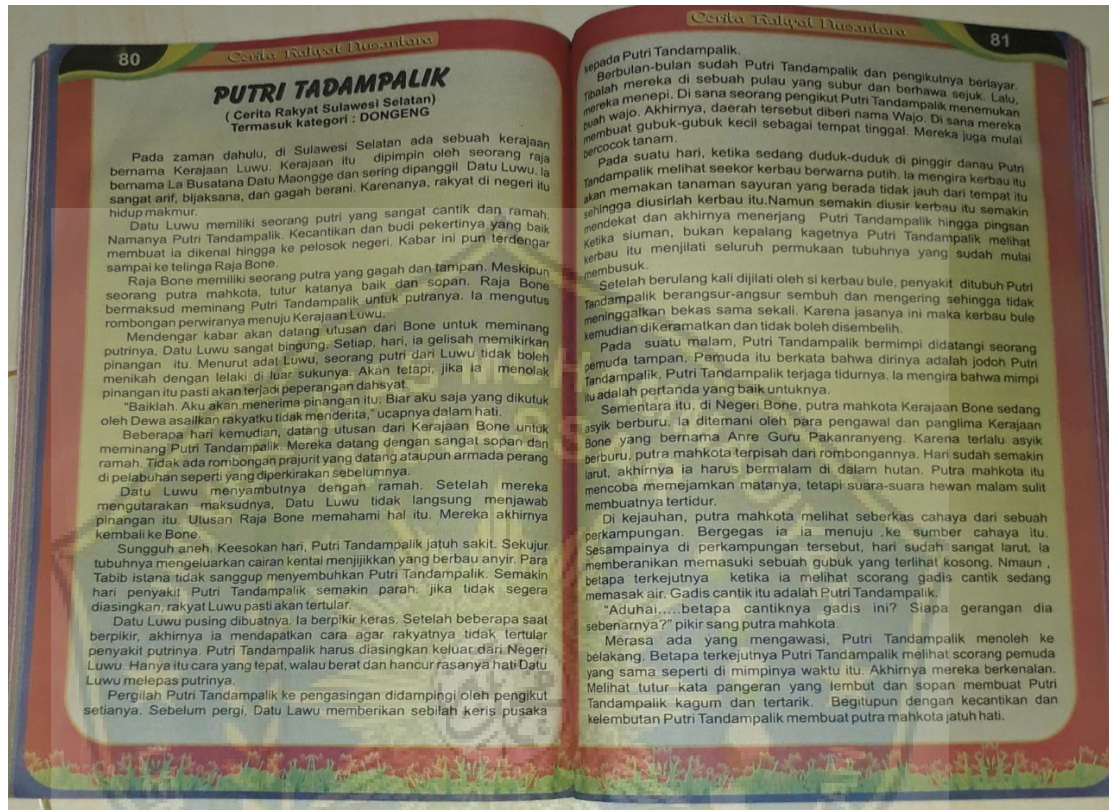 80
Cerita Rakyat Nusantara
PUTRI TADAMPALIK
( Cerita Rakyat Sulawesi Selatan)
Termasuk kategori : DONGENG
Pada zaman dahulu, di Sulawesi Selatan ada sebuah kerajaan
bernama Kerajaan Luwu. Kerajaan itu dipimpin oleh seorang raja
bernama La Busatana Datu Maongge dan sering dipanggil Datu Luwu. Ia
sangat arif, bijaksana, dan gagah berani. Karenanya, rakyat di negeri itu
hidup makmur.
Datu Luwu memiliki seorang putri yang sangat cantik dan ramah.
Namanya Putri Tandampalik. Kecantikan dan budi pekertinya yang baik
membuat ia dikenal hingga ke pelosok negeri. Kabar ini pun terdengar
sampai ke telinga Raja Bone.
Raja Bone memiliki seorang putra yang gagah dan tampan. Meskipun
seorang putra mahkota, tutur katanya baik dan sopan. Raja Bone
bermaksud meminang Putri Tandampalik untuk putranya. Ia mengutus
rombongan perwiranya menuju Kerajaan Luwu.
Mendengar kabar akan datang utusan dari Bone untuk meminang
putrinya, Datu Luwu sangat bingung. Setiap, hari, ia gelisah memikirkan
pinangan itu. Menurut adat Luwu, seorang putri dari Luwu tidak boleh
menikah dengan lelaki di luar sukunya. Akan tetapi, jika ia menolak
pinangan itu pasti akan terjadi peperangan dahsyat.
"Baiklah. Aku akan menerima pinangan itu. Biar aku saja yang dikutuk
oleh Dewa asailkan rakyatku tidak menderita," ucapnya dalam hati.
Beberapa hari kemudian, datang utusan dari Kerajaan Bone untuk
meminang Putri Tandampalik. Mereka datang dengan sangat sopan dan
ramah. Tidak ada rombongan prajurit yang datang ataupun armada perang
di pelabuhan seperti yang diperkirakan sebelumnya.
Datu Luwu menyambutnya dengan ramah. Setelah mereka
mengutarakan maksudnya, Datu Luwu tidak langsung menjawab
pinangan itu. Utusan Raja Bone memahami hal itu. Mereka akhirnya
kembali ke Bone.
Sungguh aneh. Keesokan hari, Putri Tandampalik jatuh sakit. Sekujur
tubuhnya mengeluarkan cairan kental menjijikkan yang berbau anyir. Para
Tabib istana tidak sanggup menyembuhkan Putri Tandampalik. Semakin
hari penyakit Putri Tandampalik semakin parah. jika tidak segera
diasingkan, rakyat Luwu pasti akan tertular.
Datu Luwu pusing dibuatnya. Ia berpikir keras. Setelah beberapa saat
berpikir, akhirnya ia mendapatkan cara agar rakyatnya tidak tertular
penyakit putrinya. Putri Tandampalik harus diasingkan keluar dari Negeri
Luwu. Hanya itu cara yang tepat, walau berat dan hancur rasanya hati Datu
Luwu melepas putrinya.
Pergilah Putri Tandampalik ke pengasingan didampingi oleh pengikut
setianya. Sebelum pergi, Datu Lawu memberikan sebilah keris pusaka
Cerita Rakyat Nusantara
81
kepada Putri Tandampalik.
Berbulan-bulan sudah Putri Tandampalik dan pengikutnya berlayar.
Tibalah mereka di sebuah pulau yang subur dan berhawa sejuk. Lalu,
mereka menepi. Di sana seorang pengikut Putri Tandampalik menemukan
buah wajo. Akhirnya, daerah tersebut diberi nama Wajo. Di sana mereka
membuat gubuk-gubuk kecil sebagai tempat tinggal. Mereka juga mulai
bercocok tanam.
Pada suatu hari, ketika sedang duduk-duduk di pinggir danau Putri
Tandampalik melihat seekor kerbau berwarna putih. Ia mengira kerbau itu
akan memakan tanaman sayuran yang berada tidak jauh dari tempat itu
sehingga diusirlah kerbau itu.Namun semakin diusir kerbau itu semakin
mendekat dan akhirnya menerjang Putri Tandampalik hingga pingsan
Ketika siuman, bukan kepalang kagetnya Putri Tandampalik melihat
kerbau itu menjilati seluruh permukaan tubuhnya yang sudah mulai
membusuk.
Setelah berulang kali dijilati oleh si kerbau bule, penyakit ditubuh Putri
Tandampalik berangsur-angsur sembuh dan mengering sehingga tidak
meninggalkan bekas sama sekali. Karena jasanya ini maka kerbau bule
kemudian dikeramatkan dan tidak boleh disembelih.
Pada suatu malam, Putri Tandampalik bermimpi didatangi seorang
pemuda tampan. Pemuda itu berkata bahwa dirinya adalah jodoh Putri
Tandampalik. Putri Tandampalik terjaga tidurnya. Ia mengira bahwa mimpi
itu adalah pertanda yang baik untuknya.
Sementara itu, di Negeri Bone, putra mahkota Kerajaan Bone sedang
asyik berburu. Ia ditemani oleh para pengawal dan panglima Kerajaan
Bone yang bernama Anre Guru Pakanranyeng. Karena terlalu asyik
berburu, putra mahkota terpisah dari rombongannya. Hari sudah semakin
larut, akhirnya ia harus bermalam di dalam hutan. Putra mahkota itu
mencoba memejamkan matanya, tetapi suara-suara hewan malam sulit
membuatnya tertidur.
Di kejauhan, putra mahkota melihat seberkas cahaya dari sebuah
perkampungan. Bergegas ia ia menuju .ke sumber cahaya itu.
Sesampainya di perkampungan tersebut, hari sudah sangat larut. Ia
memberanikan memasuki sebuah gubuk yang terlihat kosong. Nmaun ,
betapa terkejutnya ketika ia melihat scorang gadis cantik sedang
memasak air. Gadis cantik itu adalah Putri Tandampalik.
"Aduhai.....betapa cantiknya gadis ini? Siapa gerangan dia
sebenarnya?" pikir sang putra mahkota.
Merasa ada yang mengawasi, Putri Tandampalik menoleh ke
belakang. Betapa terkejutnya Putri Tandampalik melihat scorang pemuda
yang sama seperti di mimpinya waktu itu. Akhirnya mereka berkenalan.
Melihat tutur kata pangeran yang lembut dan sopan membuat Putri
Tandampalik kagum dan tertarik. Begitupun dengan kecantikan dan
kelembutan Putri Tandampalik membuat putra mahkota jatuh hati.